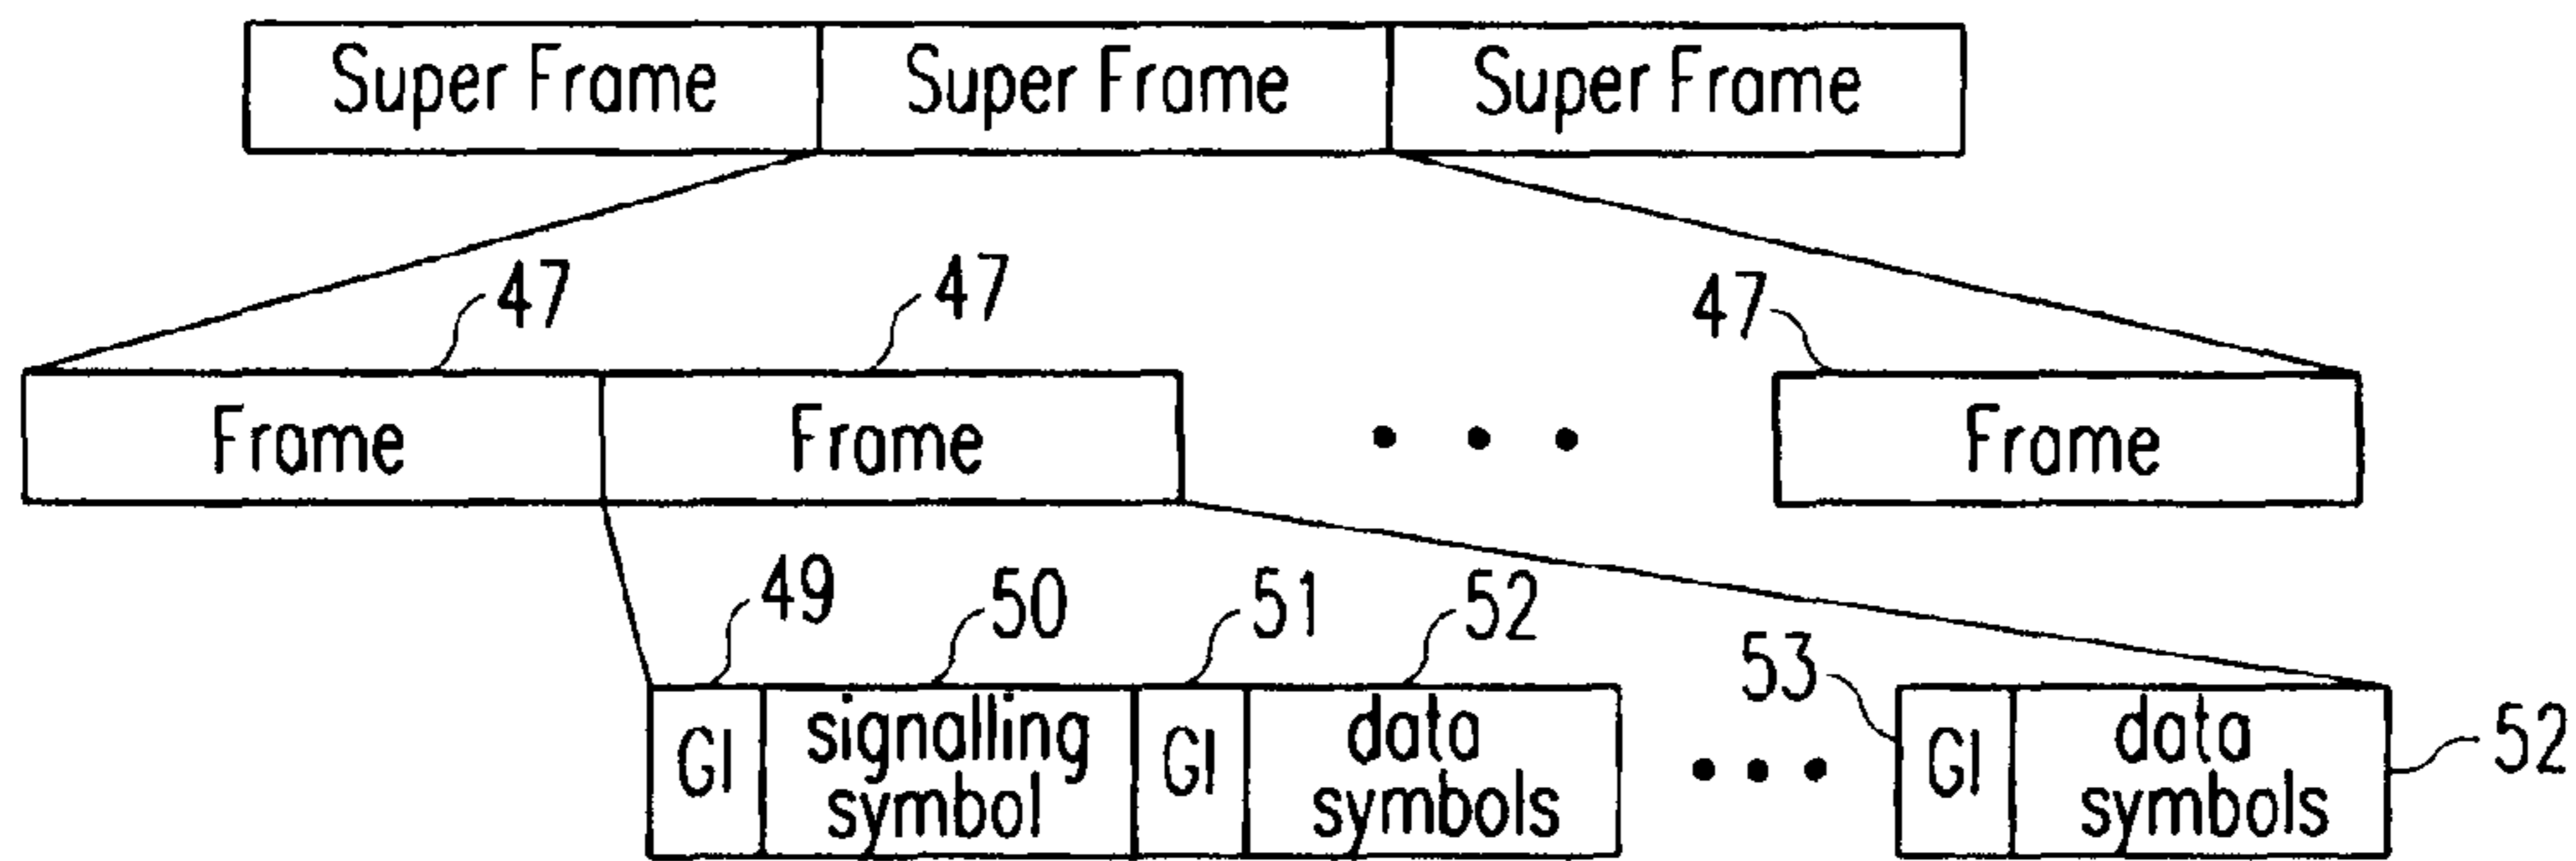 Super Frame Super Frame Super Frame
47 47 47
Frame Frame • • • Frame
49 50 51 52
GI signalling symbol GI data symbols • • • 53 GI data symbols 52